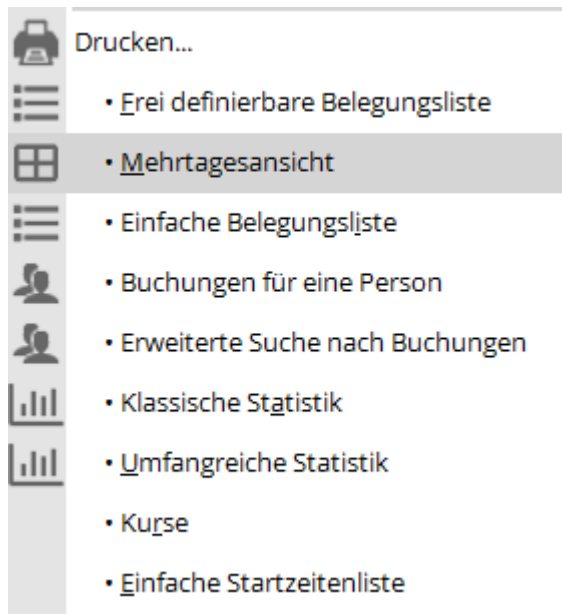 Drucken...
• Frei definierbare Belegungsliste
• Mehrtagesansicht
• Einfache Belegungsliste
• Buchungen für eine Person
• Erweiterte Suche nach Buchungen
• Klassische Statistik
• Umfangreiche Statistik
• Kurse
• Einfache Startzeitenliste